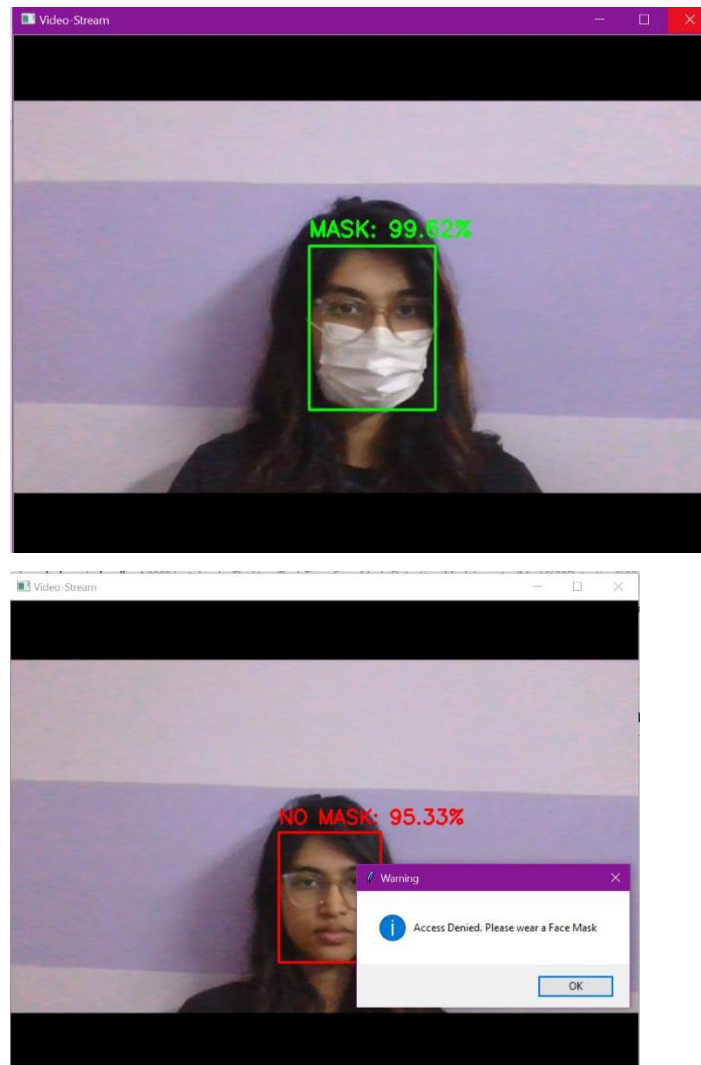 Video-Stream
MASK: 99.62%
Video-Stream
NO MASK: 95.33%
Warning
Access Denied. Please wear a Face Mask
OK